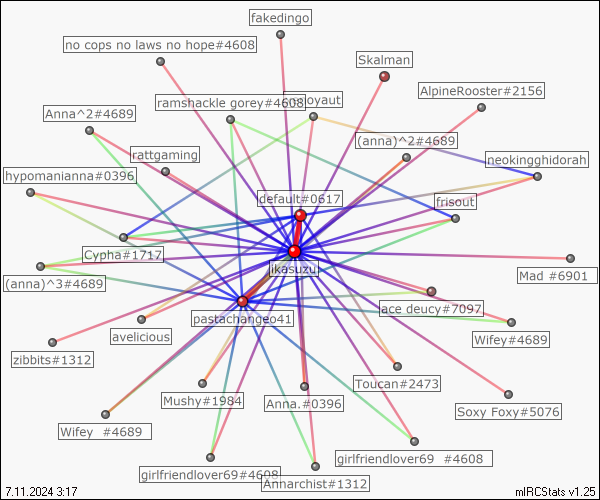 fakedingo
no cops no laws no hope#4608
Skalman
AlpineRooster#2156
ramshackle gorey#4608
oyaut
Anna^2#4689
(anna)^2#4689
rattgaming
neokingghidorah
hypomanianna#0396
default#0617
frisout
Cypha#1717
ikasuzu
Mad #6901
(anna)^3#4689
ace deucy#7097
pastachangeo41
avelicious
Wifey#4689
zibbits#1312
Toucan#2473
Mushy#1984
Anna.#0396
Soxy Foxy#5076
Wifey #4689
girlfriendlover69 #4608
girlfriendlover69#4608
Annarchist#1312
7.11.2024 3:17
mIRCStats v1.25